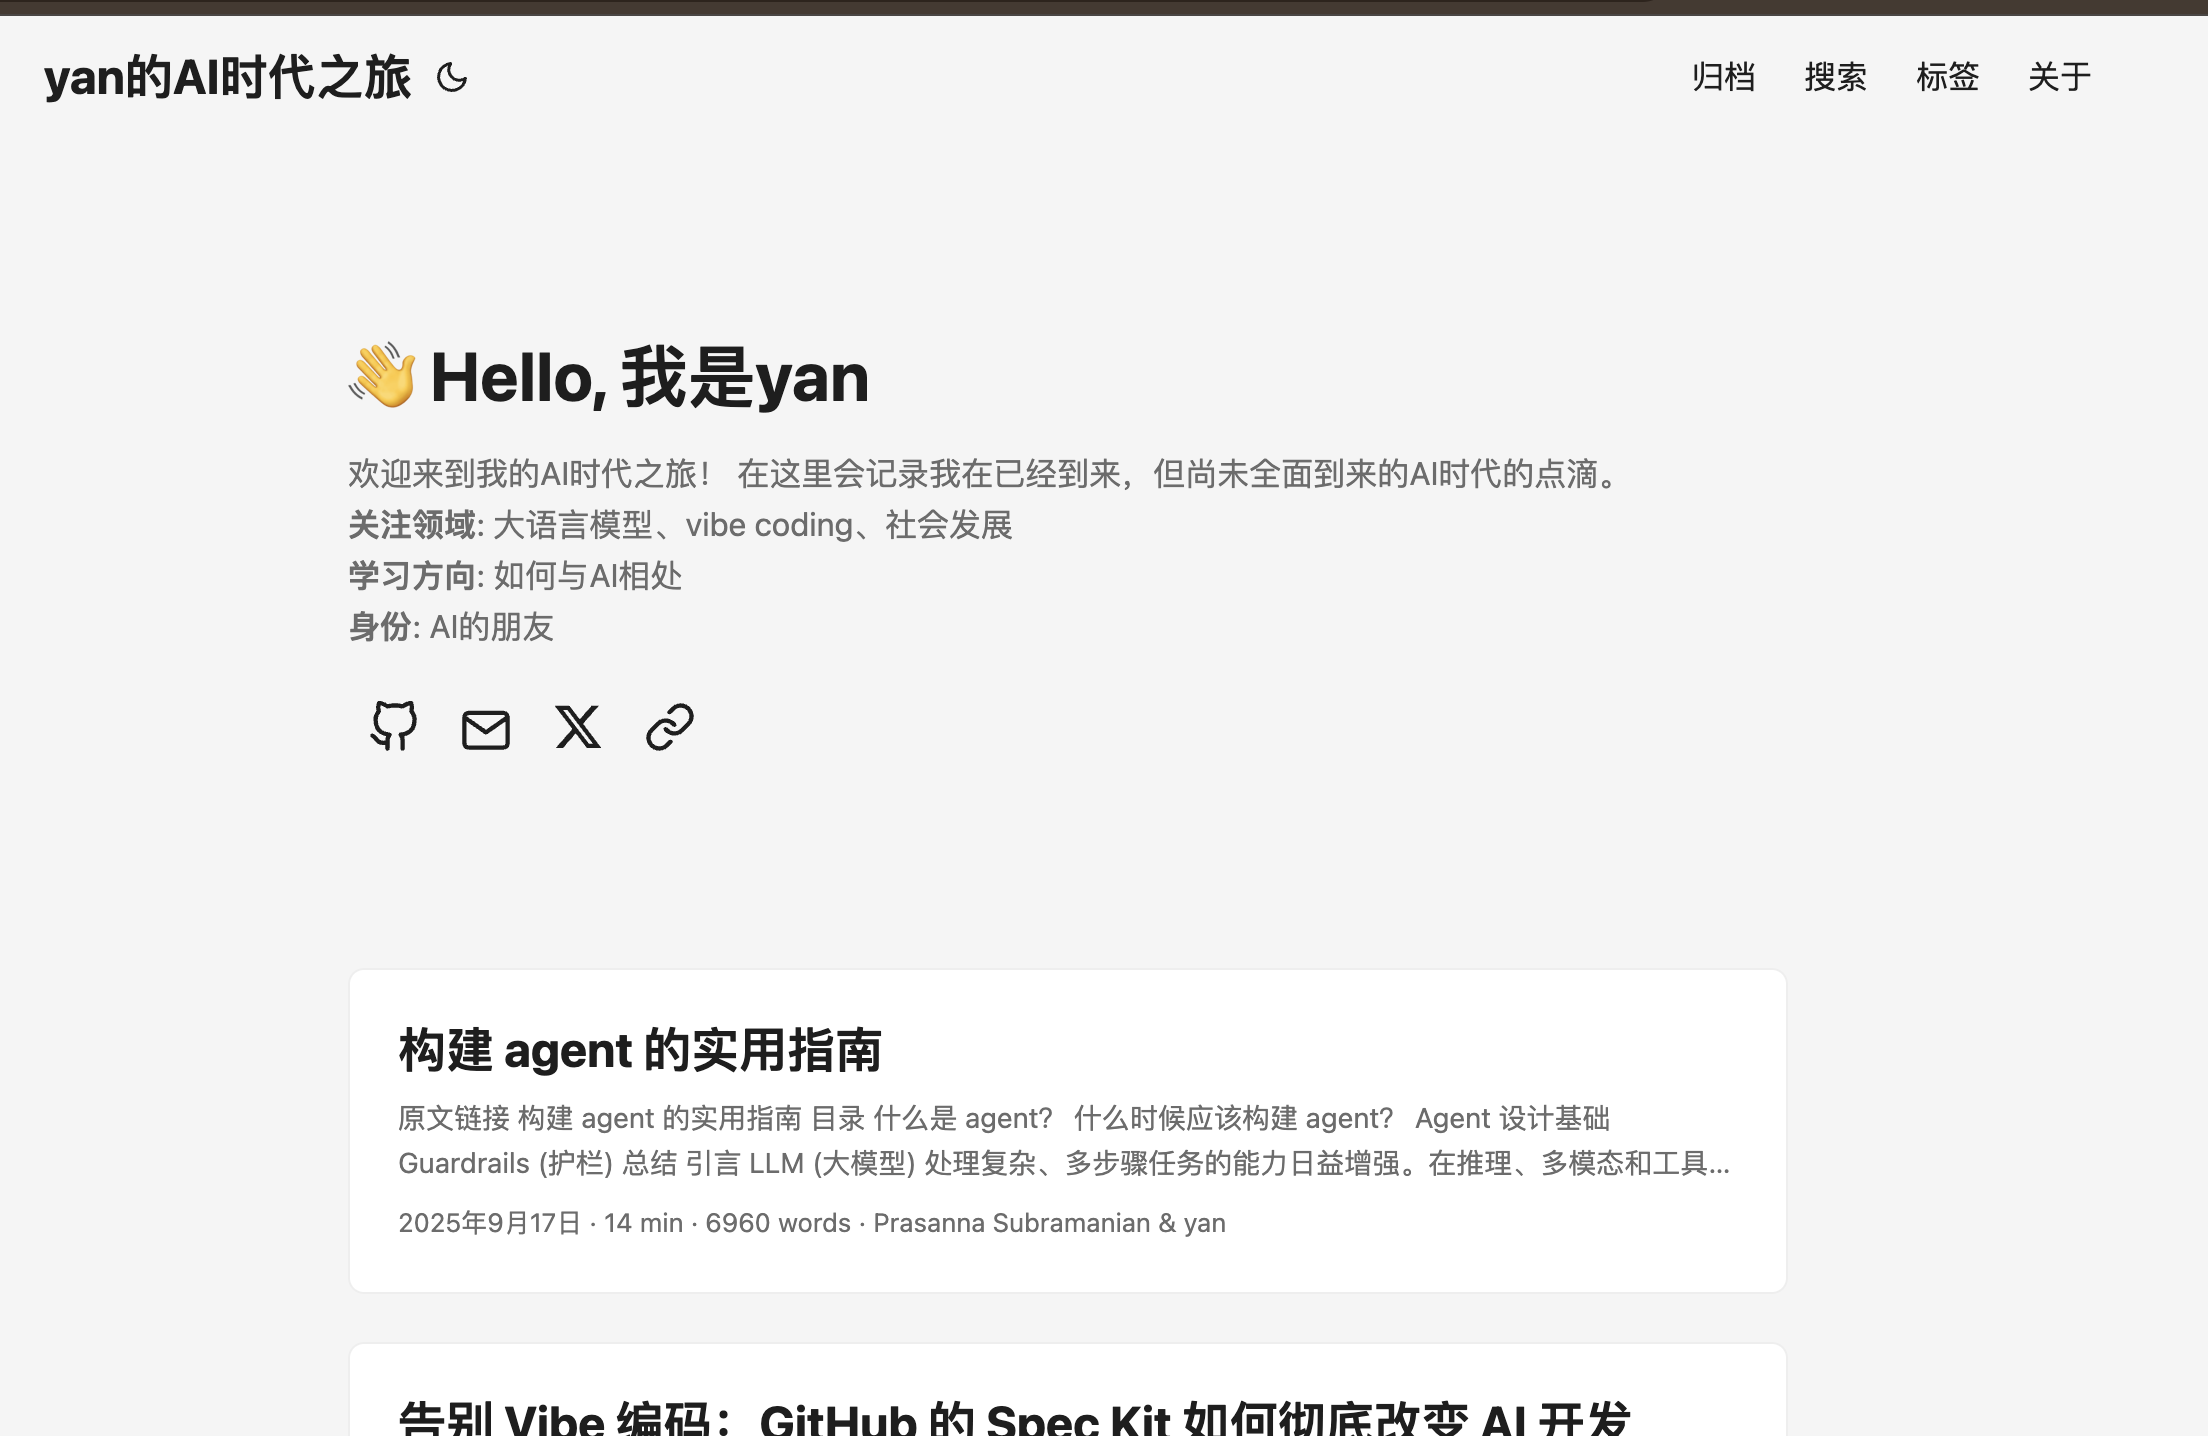 yan的AI时代之旅
归档 搜索 标签 关于
👋 Hello, 我是yan
欢迎来到我的AI时代之旅！ 在这里会记录我在已经到来，但尚未全面到来的AI时代的点滴。
关注领域: 大语言模型、vibe coding、社会发展
学习方向: 如何与AI相处
身份: AI的朋友
构建 agent 的实用指南
原文链接 构建 agent 的实用指南 目录 什么是 agent？ 什么时候应该构建 agent？ Agent 设计基础
Guardrails (护栏) 总结 引言 LLM (大模型) 处理复杂、多步骤任务的能力日益增强。在推理、多模态和工具...
2025年9月17日 · 14 min · 6960 words · Prasanna Subramanian & yan
告别 Vibe 编码：GitHub 的 Spec Kit 如何彻底改变 AI 开发